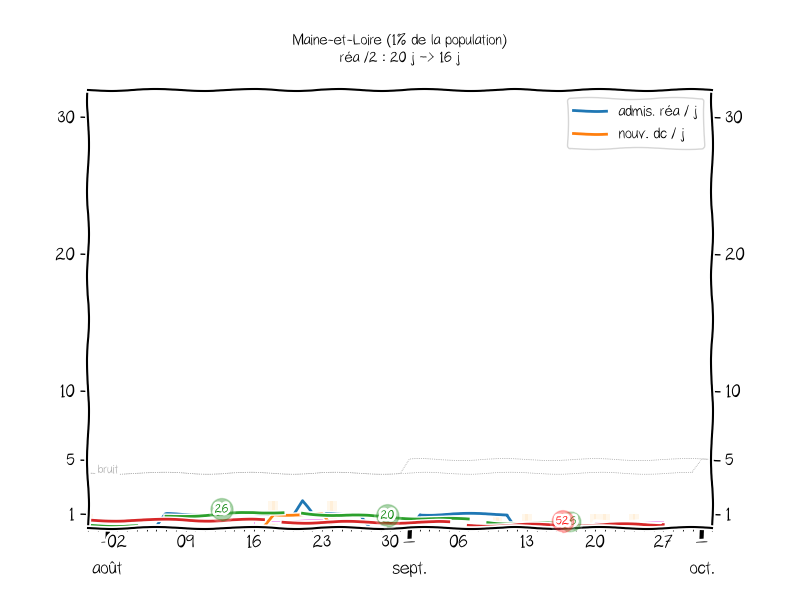 Maine-et-Loire (1% de la population)
réa /2 : 20 j -> 16 j
admis. réa / j
nouv. dc / j
30
30
20
20
10
10
5
5
bruit
1
1
26
20
52
02
09
16
23
30
06
13
20
27
août
sept.
oct.